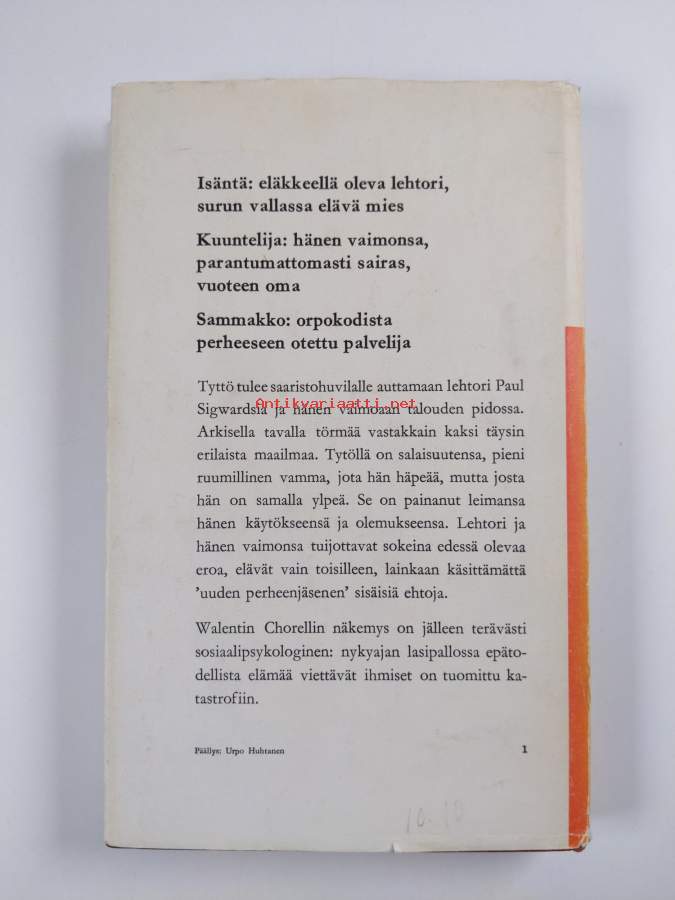 Isäntä: eläkkeellä oleva lehtori,
surun vallassa elävä mies
Kuuntelija: hänen vaimonsa,
parantumattomasti sairas,
vuoteen oma
Sammakko: orpokodista
perheeseen otettu palvelija
Tyttö tulee saaristohuvilalle auttamaan lehtori Paul
Antikvariaatti.net
Sigwardsia ja hänen vaimoaan talouden pidossa.
Arkisella tavalla törmää vastakkain kaksi täysin
erilaista maailmaa. Tytöllä on salaisuutensa, pieni
ruumiillinen vamma, jota hän häpeää, mutta josta
hän on samalla ylpeä. Se on painanut leimansa
hänen käytökseensä ja olemukseensa. Lehtori ja
hänen vaimonsa tuijottavat sokeina edessä olevaa
eroa, elävät vain toisilleen, lainkaan käsittämättä
'uuden perheenjäsenen' sisäisiä ehtoja.
Walentin Chorellin näkemys on jälleen terävästi
sosiaalipsykologinen: nykyajan lasipallossa epäto-
dellista elämää viettävät ihmiset on tuomittu ka-
tastrofiin.
Päällys: Urpo Huhtanen 1